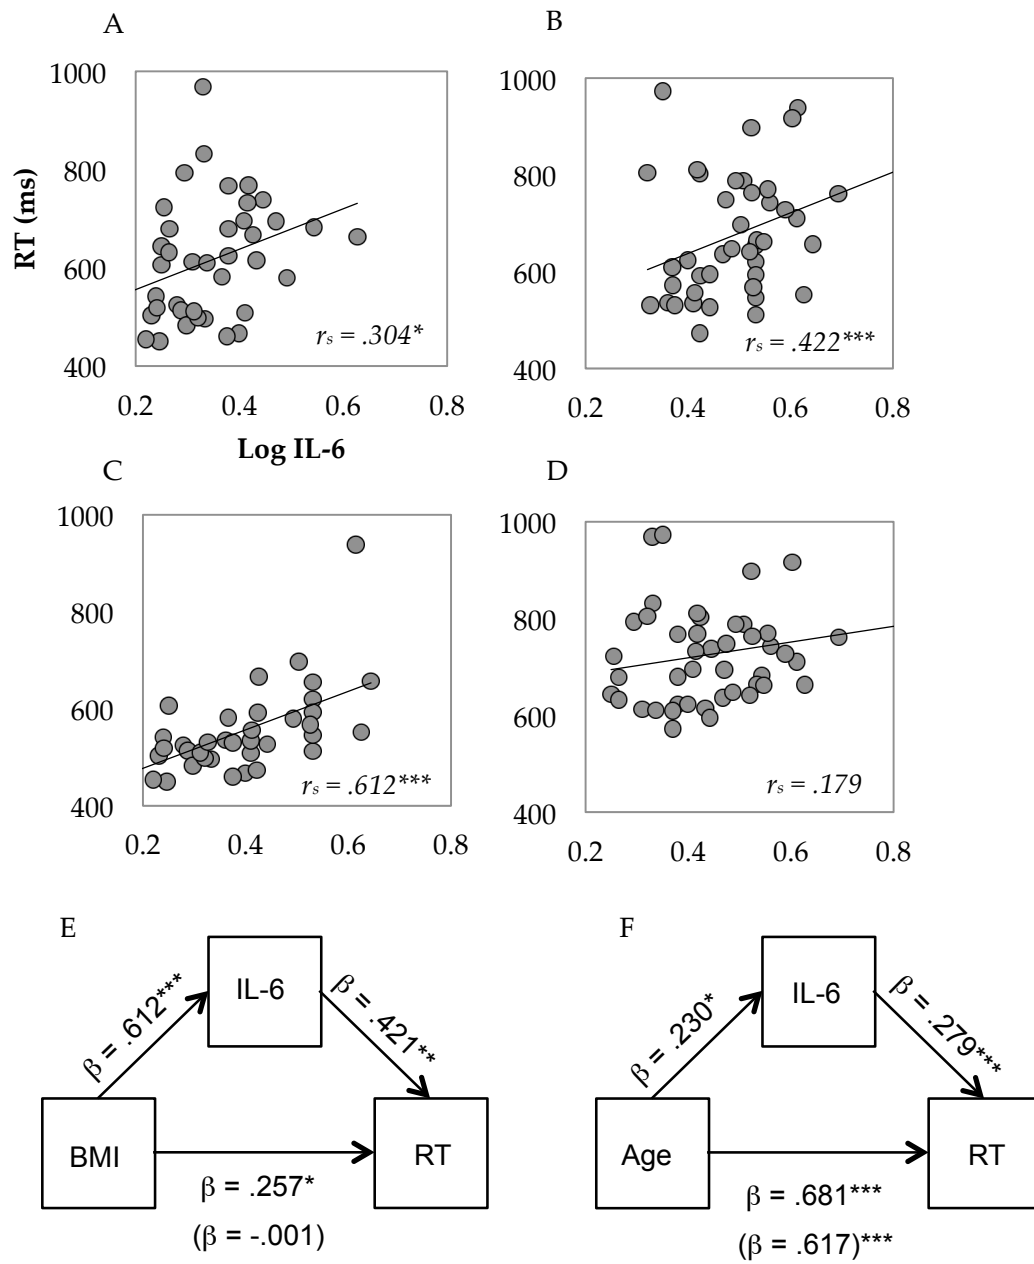 A
B
1000
800
600
400
RT (ms)
rs = .304*
0.2 0.4 0.6 0.8
Log IL-6
1000
800
600
400
rs = .422***
0.2 0.4 0.6 0.8
C
D
1000
800
600
400
rs = .612***
0.2 0.4 0.6 0.8
1000
800
600
400
rs = .179
0.2 0.4 0.6 0.8
E
IL-6
β = .612***
β = .421**
BMI
RT
β = .257*
(β = -.001)
F
IL-6
β = .230*
β = .279***
Age
RT
β = .681***
(β = .617)***